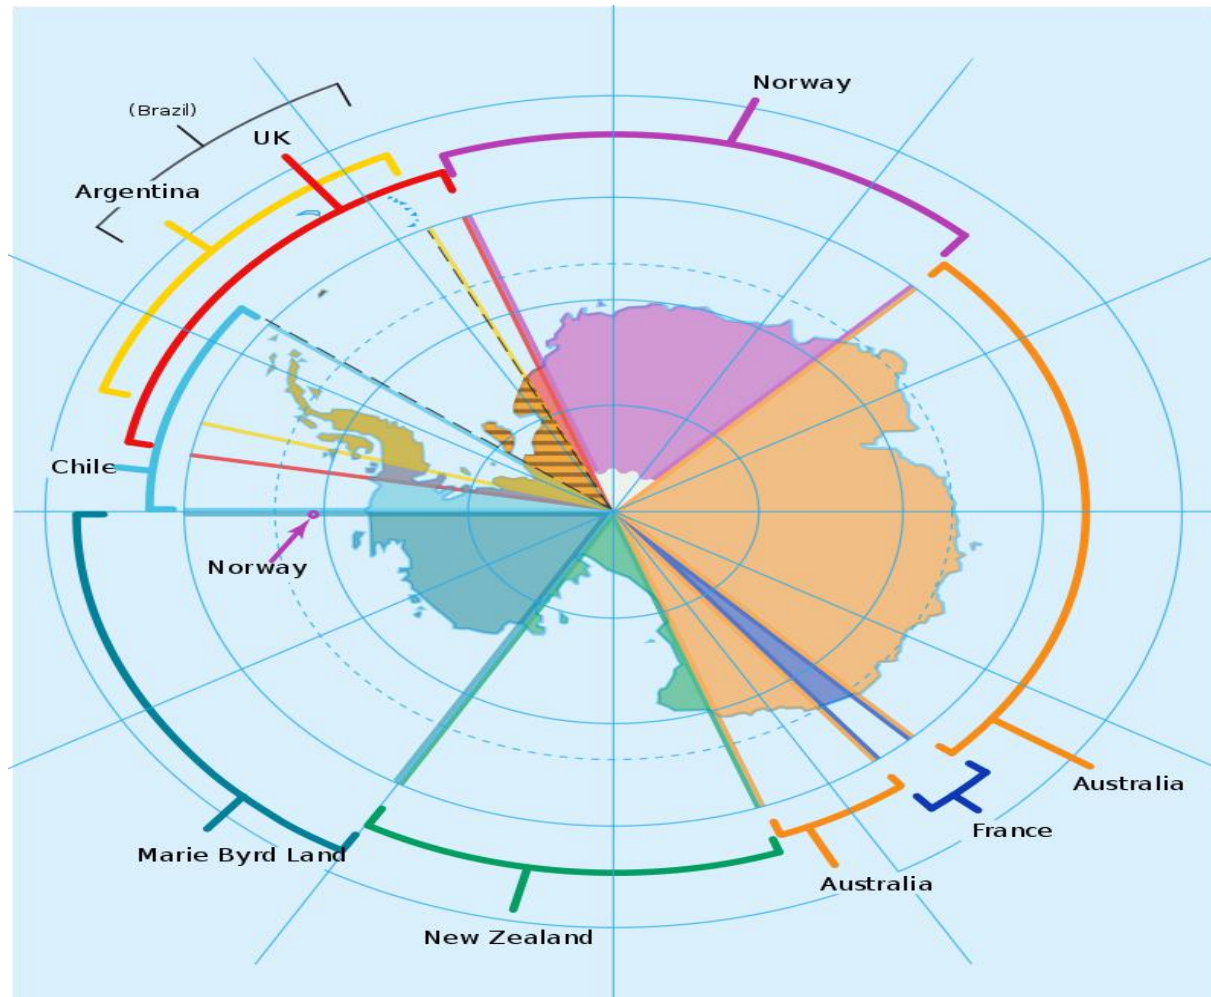 Norway
(Brazil)
UK
Argentina
Chile
Norway
Australia
France
Marie Byrd Land
Australia
New Zealand